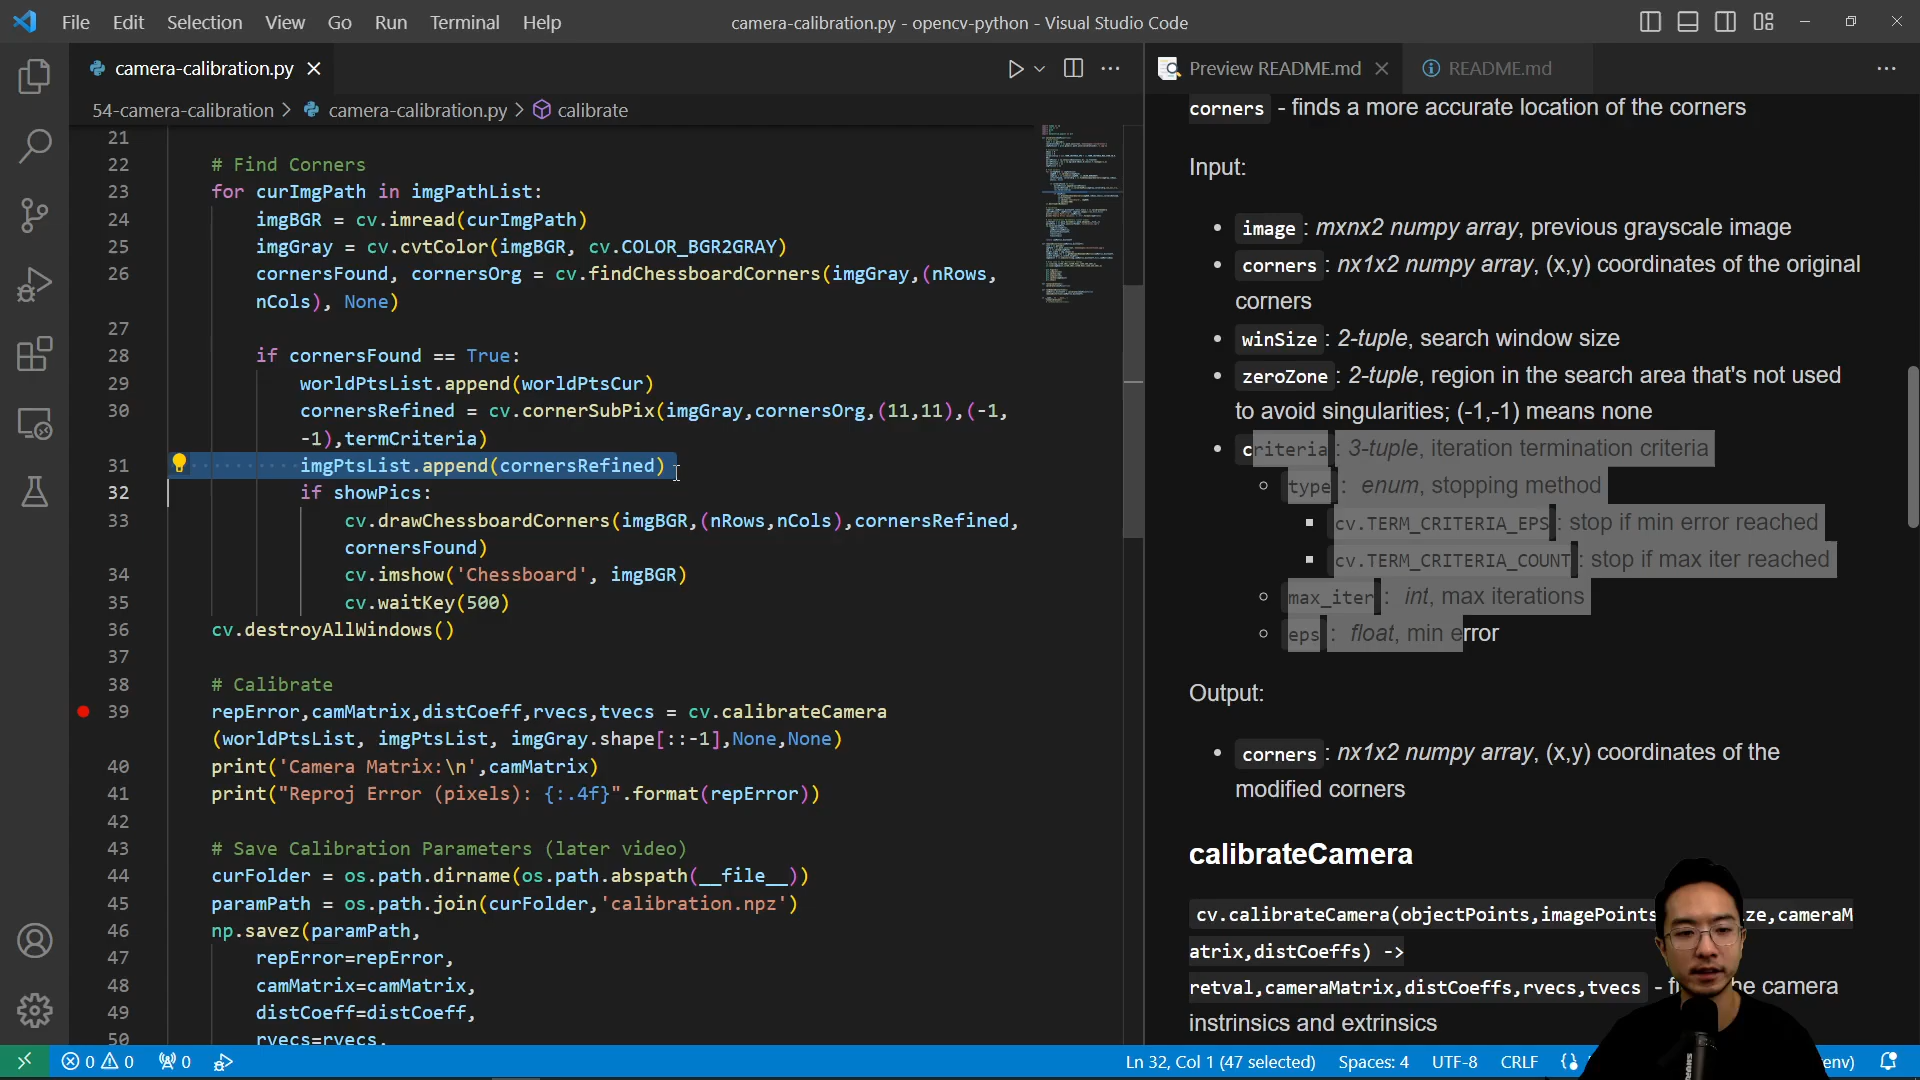 File Edit Selection View Go Run Terminal Help
camera-calibration.py - opencv-python - Visual Studio Code
camera-calibration.py
54-camera-calibration > camera-calibration.py > calibrate
21
22 # Find Corners
23 for curImgPath in imgPathList:
24 imgBGR = cv.imread(curImgPath)
25 imgGray = cv.cvtColor(imgBGR, cv.COLOR_BGR2GRAY)
26 cornersFound, cornersOrg = cv.findChessboardCorners(imgGray,(nRows,
nCols), None)
27
28 if cornersFound == True:
29 worldPtsList.append(worldPtsCur)
30 cornersRefined = cv.cornerSubPix(imgGray,cornersOrg,(11,11),(-1,
-1),termCriteria)
31 imgPtsList.append(cornersRefined)
32 if showPics:
33 cv.drawChessboardCorners(imgBGR,(nRows,nCols),cornersRefined,
cornersFound)
34 cv.imshow('Chessboard', imgBGR)
35 cv.waitKey(500)
36 cv.destroyAllWindows()
37
38 # Calibrate
39 repError,camMatrix,distCoeff,rvecs,tvecs = cv.calibrateCamera
(worldPtsList, imgPtsList, imgGray.shape[::-1],None,None)
40 print('Camera Matrix:\n',camMatrix)
41 print("Reproj Error (pixels): {:.4f}".format(repError))
42
43 # Save Calibration Parameters (later video)
44 curFolder = os.path.dirname(os.path.abspath(__file__))
45 paramPath = os.path.join(curFolder,'calibration.npz')
46 np.savez(paramPath,
47 repError=repError,
48 camMatrix=camMatrix,
49 distCoeff=distCoeff,
50 rvecs=rvecs,
Preview README.md
README.md
corners - finds a more accurate location of the corners
Input:
• image : mxnx2 numpy array, previous grayscale image
• corners : nx1x2 numpy array, (x,y) coordinates of the original
corners
• winSize : 2-tuple, search window size
• zeroZone : 2-tuple, region in the search area that's not used
to avoid singularities; (-1,-1) means none
• criteria : 3-tuple, iteration termination criteria
type : enum, stopping method
cv.TERM_CRITERIA_EPS : stop if min error reached
cv.TERM_CRITERIA_COUNT : stop if max iter reached
max_iter : int, max iterations
eps : float, min error
Output:
• corners : nx1x2 numpy array, (x,y) coordinates of the
modified corners
calibrateCamera
cv.calibrateCamera(objectPoints,imagePoints ze,cameraM
atrix,distCoeffs) ->
retval,cameraMatrix,distCoeffs,rvecs,tvecs - camera
instrinsics and extrinsics
0 0 0
Ln 32, Col 1 (47 selected) Spaces: 4 UTF-8 CRLF env)